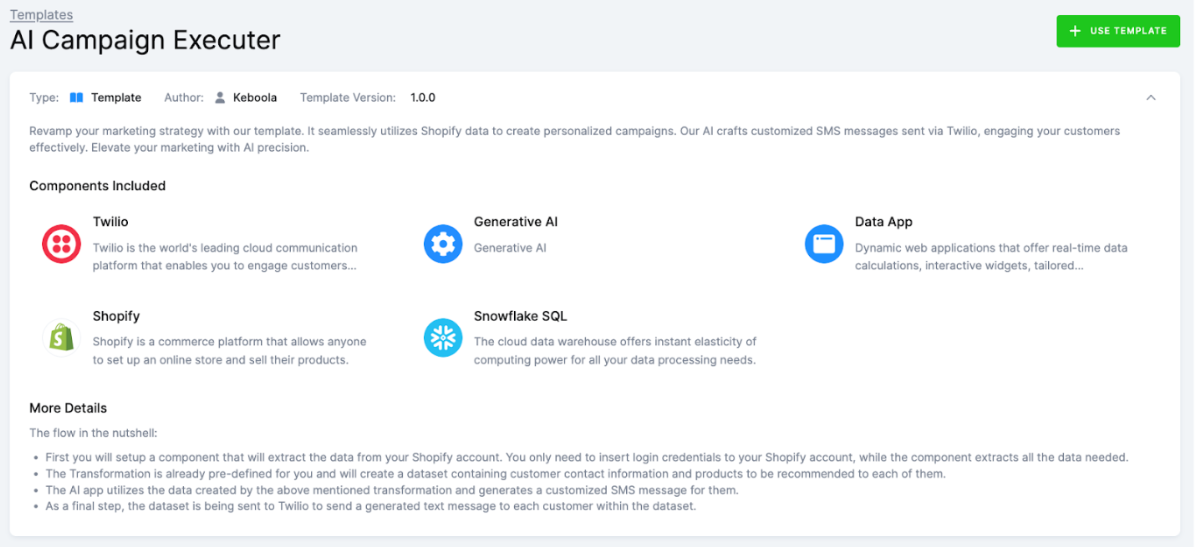 Templates
AI Campaign Executer
USE TEMPLATE
Type: Template Author: Keboola Template Version: 1.0.0
Revamp your marketing strategy with our template. It seamlessly utilizes Shopify data to create personalized campaigns. Our AI crafts customized SMS messages sent via Twilio, engaging your customers
effectively. Elevate your marketing with AI precision.
Components Included
Twilio
Twilio is the world's leading cloud communication
platform that enables you to engage customers...
Generative AI
Generative AI
Data App
Dynamic web applications that offer real-time data
calculations, interactive widgets, tailored...
Shopify
Shopify is a commerce platform that allows anyone
to set up an online store and sell their products.
Snowflake SQL
The cloud data warehouse offers instant elasticity of
computing power for all your data processing needs.
More Details
The flow in the nutshell:
• First you will setup a component that will extract the data from your Shopify account. You only need to insert login credentials to your Shopify account, while the component extracts all the data needed.
• The Transformation is already pre-defined for you and will create a dataset containing customer contact information and products to be recommended to each of them.
• The AI app utilizes the data created by the above mentioned transformation and generates a customized SMS message for them.
• As a final step, the dataset is being sent to Twilio to send a generated text message to each customer within the dataset.